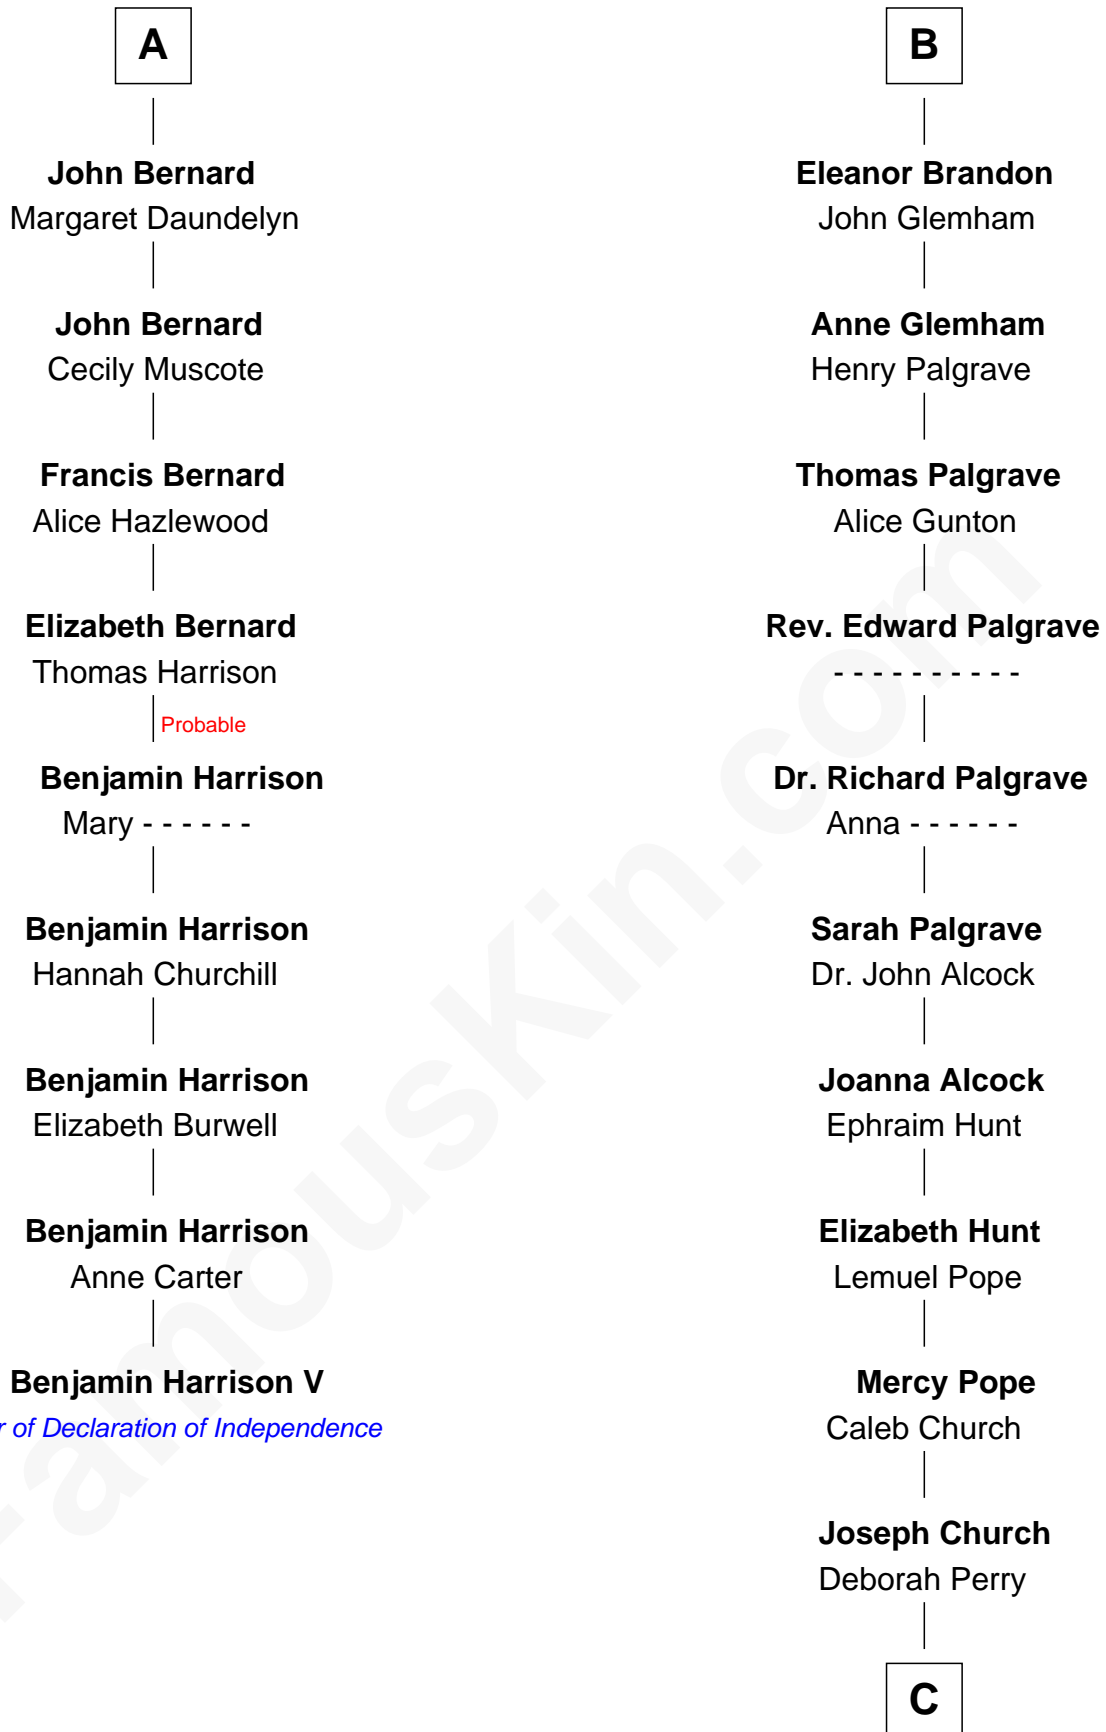 A
John Bernard
Margaret Daundelyn
John Bernard
Cecily Muscote
Francis Bernard
Alice Hazlewood
Elizabeth Bernard
Thomas Harrison
Probable
Benjamin Harrison
Mary - - - - - -
Benjamin Harrison
Hannah Churchill
Benjamin Harrison
Elizabeth Burwell
Benjamin Harrison
Anne Carter
Benjamin Harrison V
r of Declaration of Independence
B
Eleanor Brandon
John Glemham
Anne Glemham
Henry Palgrave
Thomas Palgrave
Alice Gunton
Rev. Edward Palgrave
- - - - - - - - - -
Dr. Richard Palgrave
Anna - - - - - -
Sarah Palgrave
Dr. John Alcock
Joanna Alcock
Ephraim Hunt
Elizabeth Hunt
Lemuel Pope
Mercy Pope
Caleb Church
Joseph Church
Deborah Perry
C
FamousKin.com